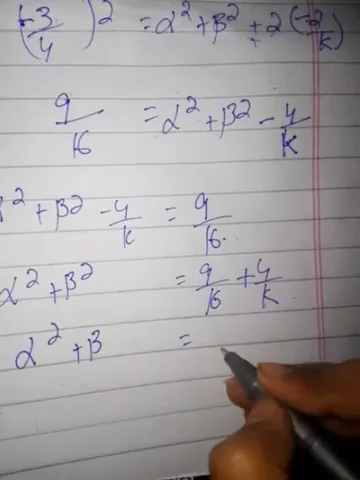 (-3/4)² = α² + β² + 2(-2/k)
9/16 = α² + β² - 4/k
α² + β² - 4/k = 9/16.
α² + β² = 9/16 + 4/k
α² + β =